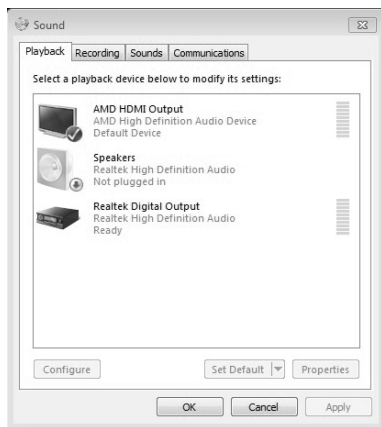 Sound
Playback Recording Sounds Communications
Select a playback device below to modify its settings:
AMD HDMI Output
AMD High Definition Audio Device
Default Device
Speakers
Realtek High Definition Audio
Not plugged in
Realtek Digital Output
Realtek High Definition Audio
Ready
Configure Set Default Properties
OK Cancel Apply